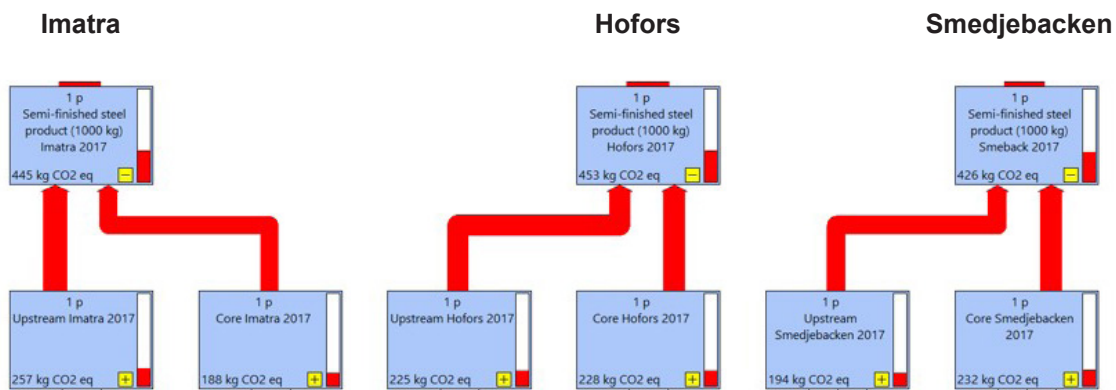 Imatra
Hofors
Smedjebacken
1 p
Semi-finished steel
product (1000 kg)
Imatra 2017
445 kg CO2 eq
1 p
Semi-finished steel
product (1000 kg)
Hofors 2017
453 kg CO2 eq
1 p
Semi-finished steel
product (1000 kg)
Smeback 2017
426 kg CO2 eq
1 p
Upstream Imatra 2017
257 kg CO2 eq
1 p
Core Imatra 2017
188 kg CO2 eq
1 p
Upstream Hofors 2017
225 kg CO2 eq
1 p
Core Hofors 2017
228 kg CO2 eq
1 p
Upstream
Smedjebacken 2017
194 kg CO2 eq
1 p
Core Smedjebacken
2017
232 kg CO2 eq